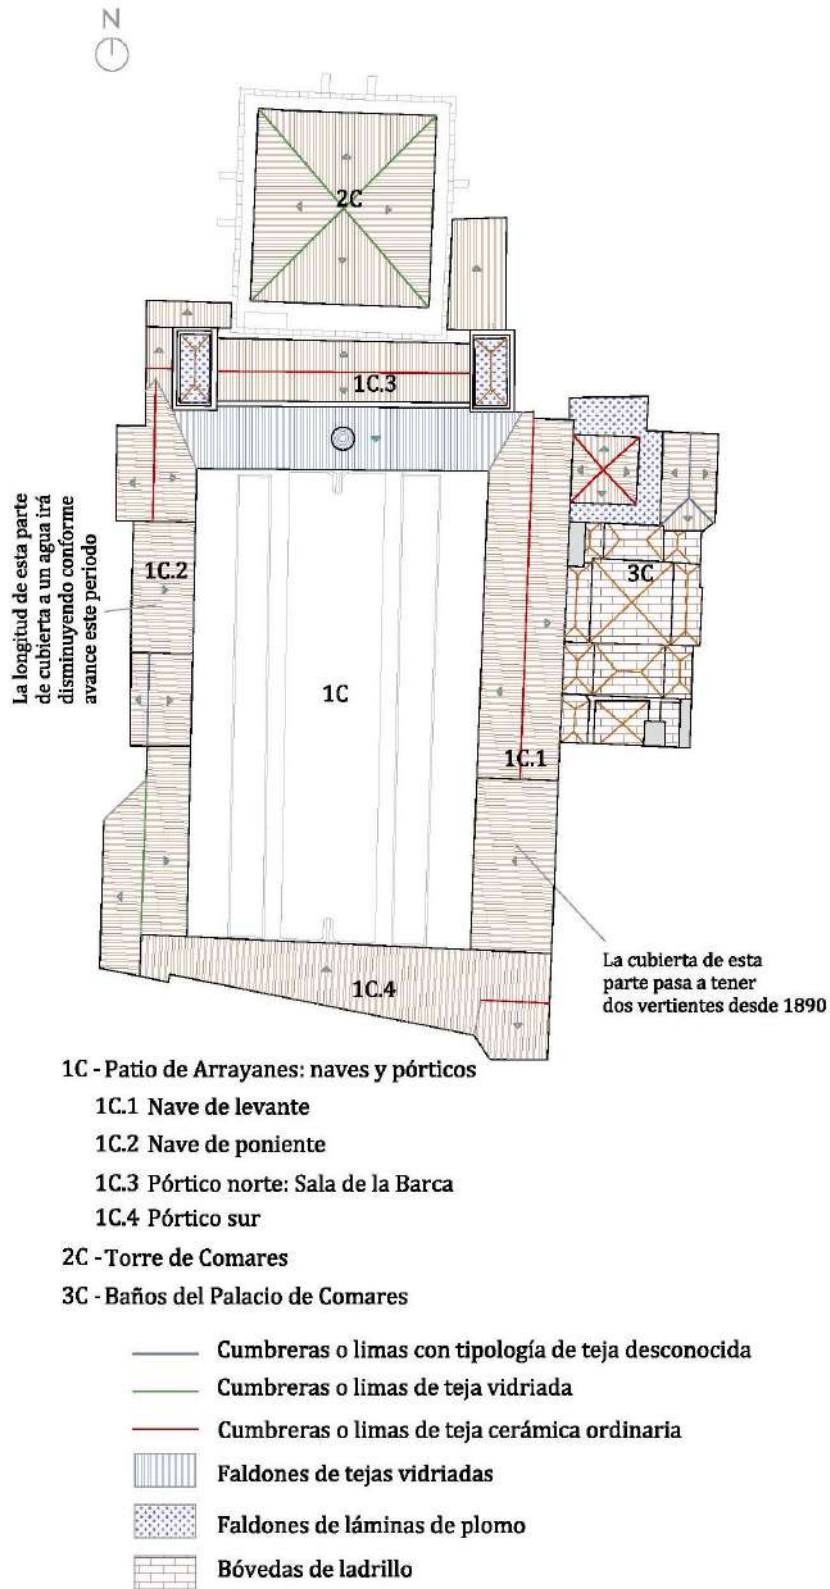 N
2C
1C.3
La longitud de esta parte
de cubierta a un agua irá
disminuyendo conforme
avance este periodo
1C.2
3C
1C
1C.1
La cubierta de esta
parte pasa a tener
dos vertientes desde 1890
1C.4
1C - Patio de Arrayanes: naves y pórticos
1C.1 Nave de levante
1C.2 Nave de poniente
1C.3 Pórtico norte: Sala de la Barca
1C.4 Pórtico sur
2C - Torre de Comares
3C - Baños del Palacio de Comares
Cumbreras o limas con tipología de teja desconocida
Cumbreras o limas de teja vidriada
Cumbreras o limas de teja cerámica ordinaria
Faldones de tejas vidriadas
Faldones de láminas de plomo
Bóvedas de ladrillo